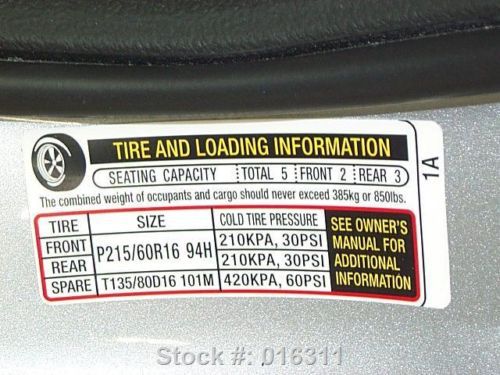 TIRE AND LOADING INFORMATION
SEATING CAPACITY TOTAL 5 FRONT 2 REAR 3
The combined weight of occupants and cargo should never exceed 385kg or 850lbs.
1A
TIRE SIZE COLD TIRE PRESSURE
FRONT P215/60R16 94H 210KPA, 30PSI
REAR 210KPA, 30PSI
SPARE T135/80D16 101M 420KPA, 60PSI
SEE OWNER'S
MANUAL FOR
ADDITIONAL
INFORMATION
Stock #: 016311